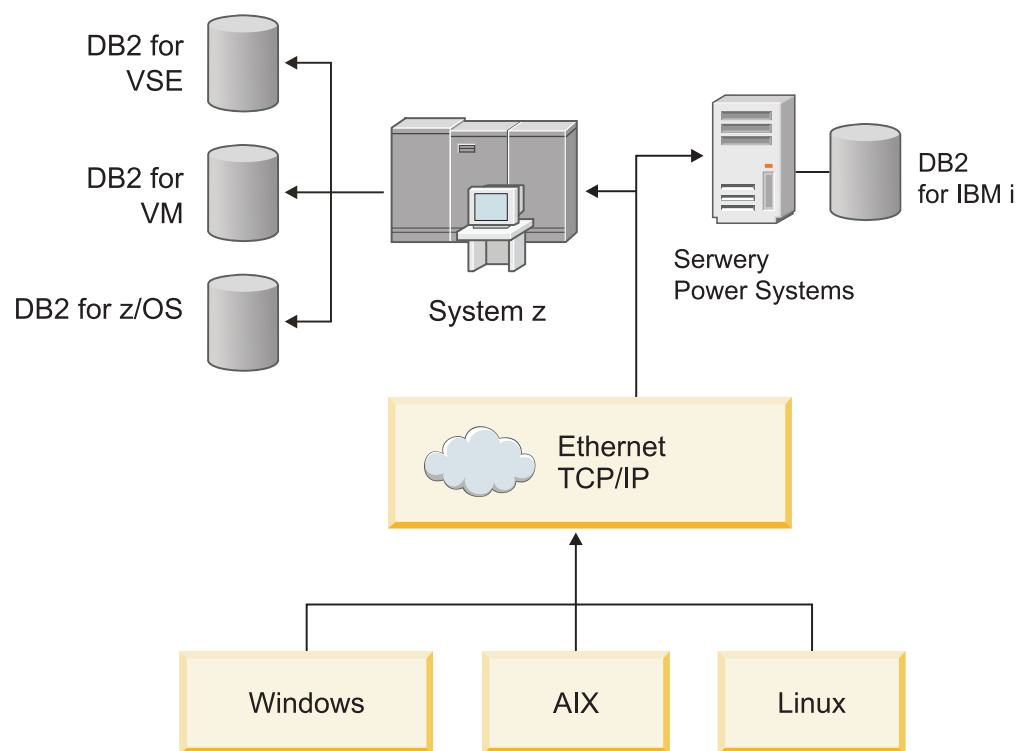 DB2 for
VSE
DB2 for
VM
DB2 for z/OS
System z
Serwery
Power Systems
DB2
for IBM i
Ethernet
TCP/IP
Windows
AIX
Linux